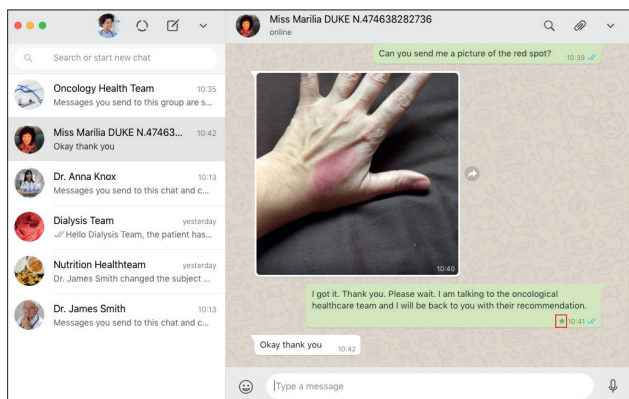 Search or start new chat
Oncology Health Team 10:35
Messages you send to this group are s...
Miss Marilia DUKE N.47463... 10:42
Okay thank you
Dr. Anna Knox 10:13
Messages you send to this chat and c...
Dialysis Team yesterday
Hello Dialysis Team, the patient has...
Nutrition Healthteam yesterday
Dr. James Smith changed the subject ...
Dr. James Smith 10:13
Messages you send to this chat and c...
Miss Marilia DUKE N.474638282736
online
Can you send me a picture of the red spot? 10:39
10:40
I got it. Thank you. Please wait. I am talking to the oncological
healthcare team and I will be back to you with their recommendation.
10:41
Okay thank you 10:42
Type a message